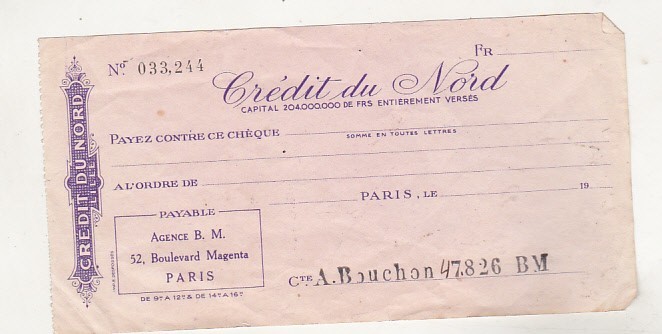 Nº 033,244
FR
Crédit du Nord
CAPITAL 204.000.000 DE FRS ENTIÈREMENT VERSÉS
PAYEZ CONTRE CE CHÈQUE
SOMME EN TOUTES LETTRES
A L'ORDRE DE
PARIS, LE 19
PAYABLE
AGENCE B. M.
52, Boulevard Magenta
PARIS
DE 9H A 12H & DE 14H A 16H
CTE A. Bouchon 47.826 BM
CREDIT DU NORD
LILLE